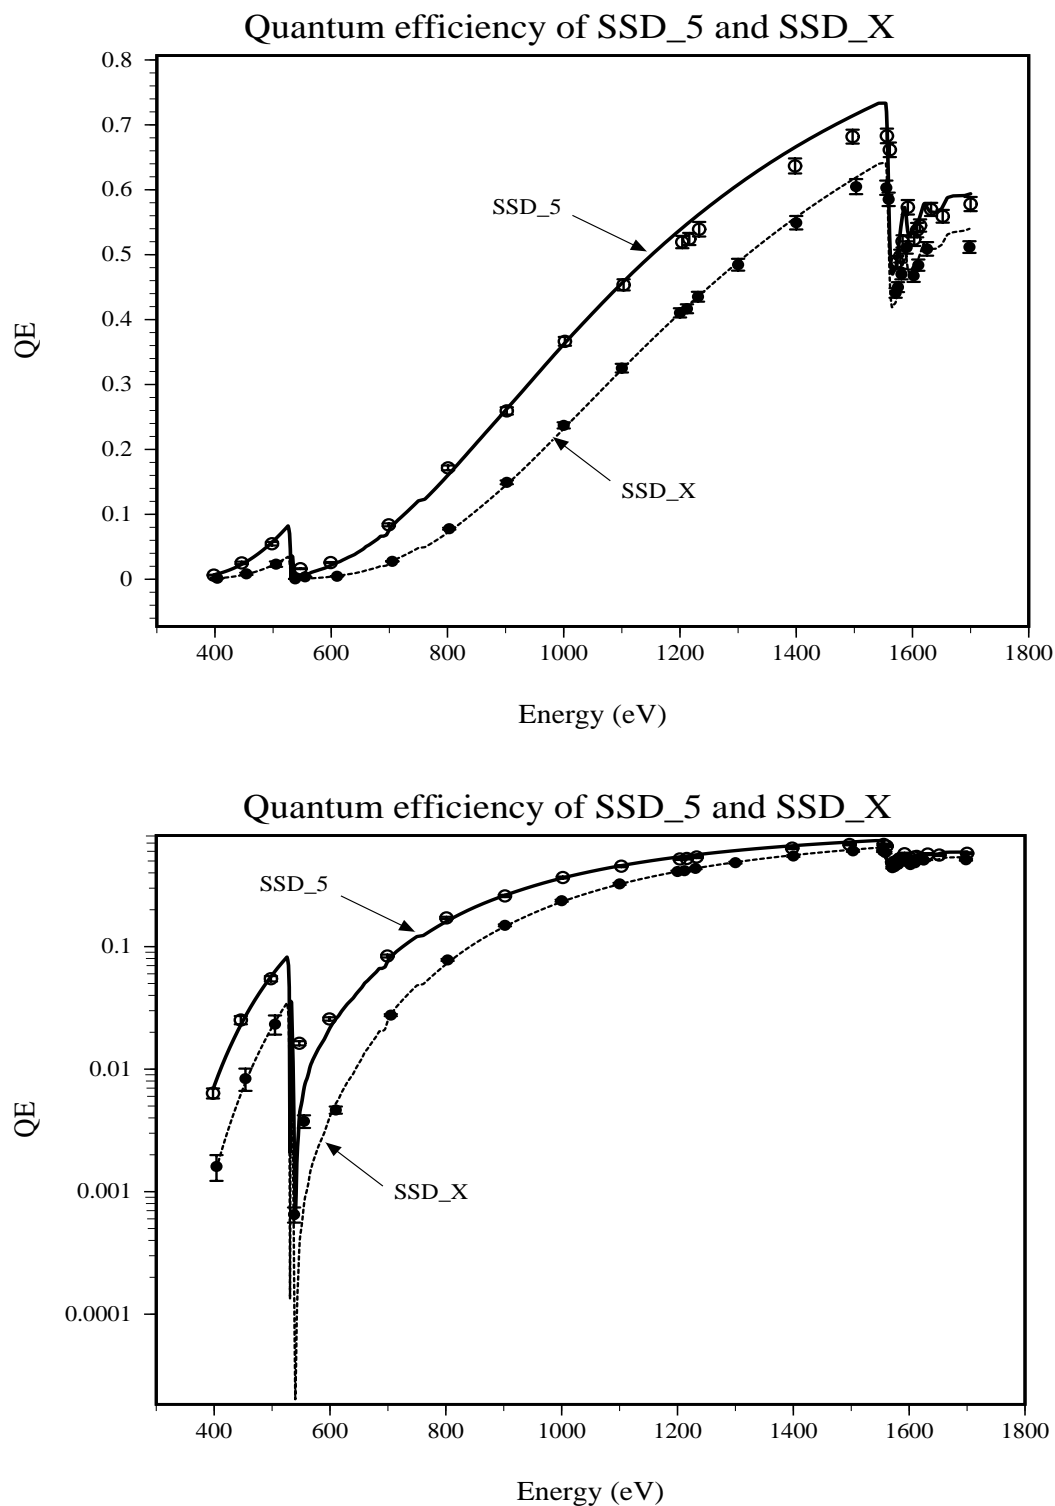 Quantum efficiency of SSD_5 and SSD_X
0.8
0.7
0.6
SSD_5
0.5
0.4
QE
0.3
0.2
SSD_X
0.1
0
400 600 800 1000 1200 1400 1600 1800
Energy (eV)
Quantum efficiency of SSD_5 and SSD_X
SSD_5
0.1
0.01
QE
0.001
SSD_X
0.0001
400 600 800 1000 1200 1400 1600 1800
Energy (eV)